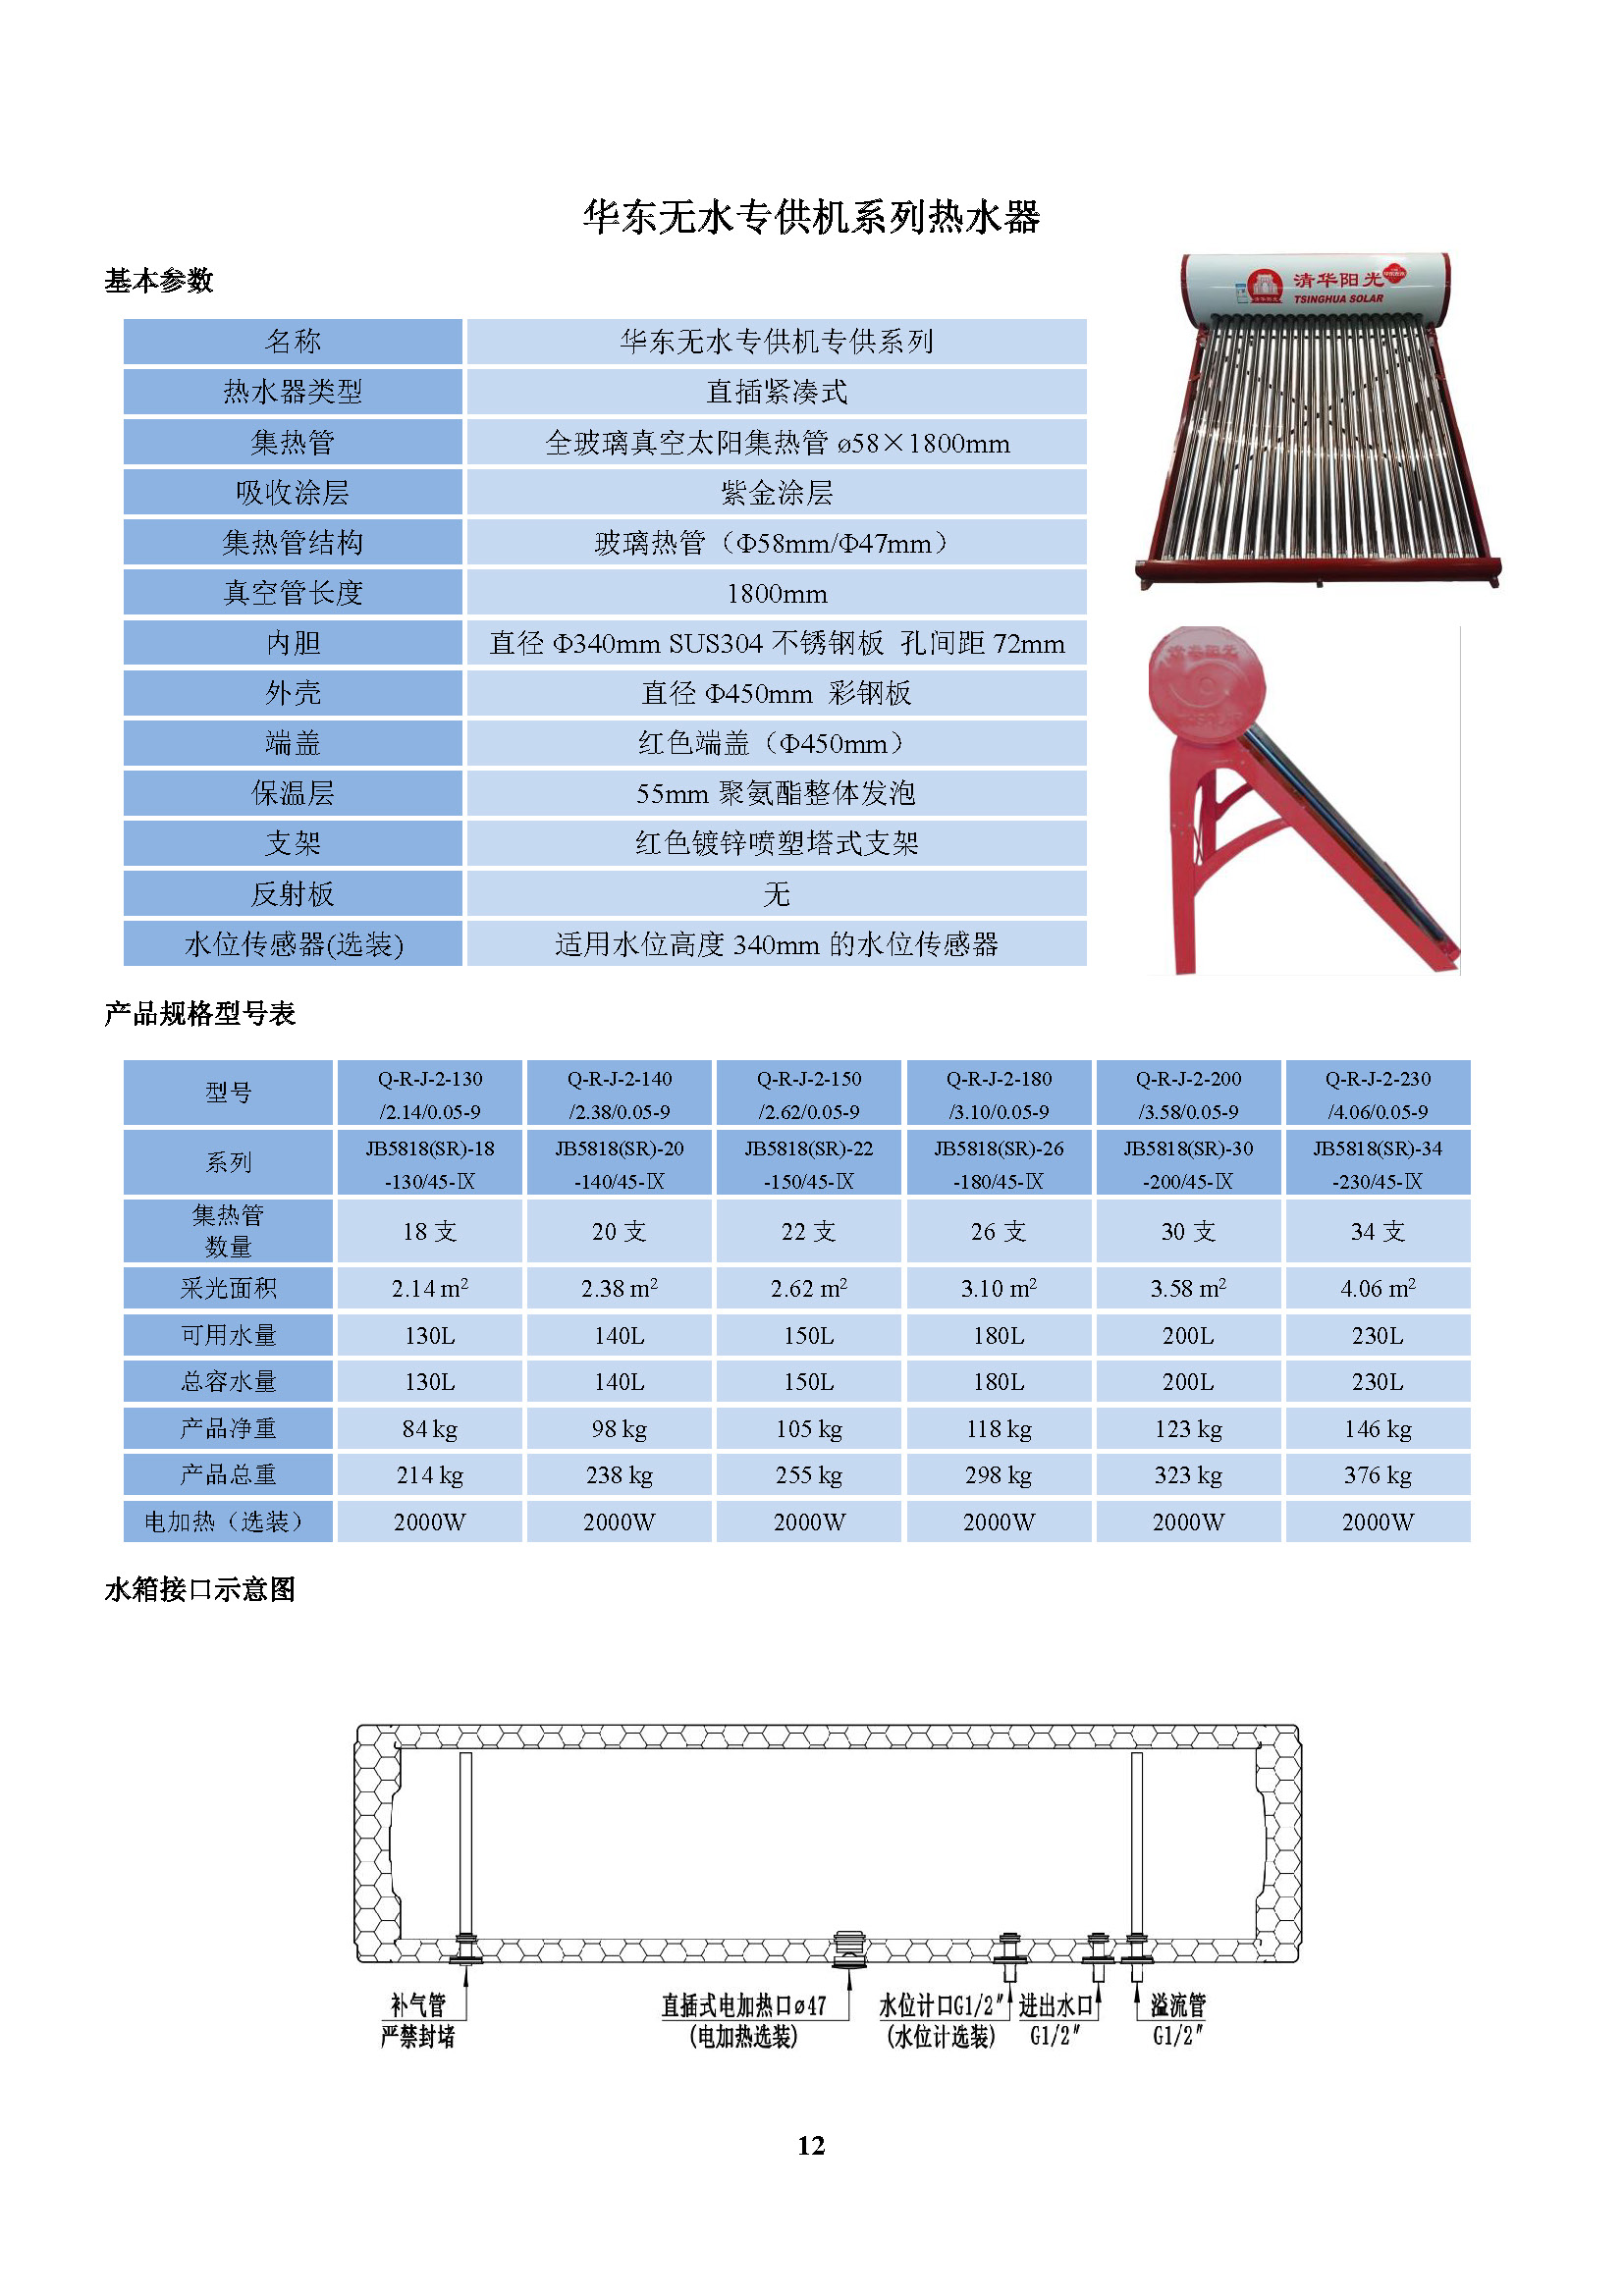 华东无水专供机系列热水器
基本参数
清华阳光
TSINGHUA SOLAR
名称 华东无水专供机专供系列
热水器类型 直插紧凑式
集热管 全玻璃真空太阳集热管 ø58×1800mm
吸收涂层 紫金涂层
集热管结构 玻璃热管（Φ58mm/Φ47mm）
真空管长度 1800mm
内胆 直径 Φ340mm SUS304 不锈钢板 孔间距 72mm
外壳 直径 Φ450mm 彩钢板
端盖 红色端盖（Φ450mm）
保温层 55mm 聚氨酯整体发泡
支架 红色镀锌喷塑塔式支架
反射板 无
水位传感器(选装) 适用水位高度 340mm 的水位传感器
产品规格型号表
型号 Q-R-J-2-130 Q-R-J-2-140 Q-R-J-2-150 Q-R-J-2-180 Q-R-J-2-200 Q-R-J-2-230
/2.14/0.05-9 /2.38/0.05-9 /2.62/0.05-9 /3.10/0.05-9 /3.58/0.05-9 /4.06/0.05-9
系列 JB5818(SR)-18 JB5818(SR)-20 JB5818(SR)-22 JB5818(SR)-26 JB5818(SR)-30 JB5818(SR)-34
-130/45-Ⅸ -140/45-Ⅸ -150/45-Ⅸ -180/45-Ⅸ -200/45-Ⅸ -230/45-Ⅸ
集热管
数量 18 支 20 支 22 支 26 支 30 支 34 支
采光面积 2.14 m² 2.38 m² 2.62 m² 3.10 m² 3.58 m² 4.06 m²
可用水量 130L 140L 150L 180L 200L 230L
总容水量 130L 140L 150L 180L 200L 230L
产品净重 84 kg 98 kg 105 kg 118 kg 123 kg 146 kg
产品总重 214 kg 238 kg 255 kg 298 kg 323 kg 376 kg
电加热（选装） 2000W 2000W 2000W 2000W 2000W 2000W
水箱接口示意图
补气管 直插式电加热口ø47 水位计口G1/2″ 进出水口 溢流管
严禁封堵 (电加热选装) (水位计选装) G1/2″ G1/2″
12